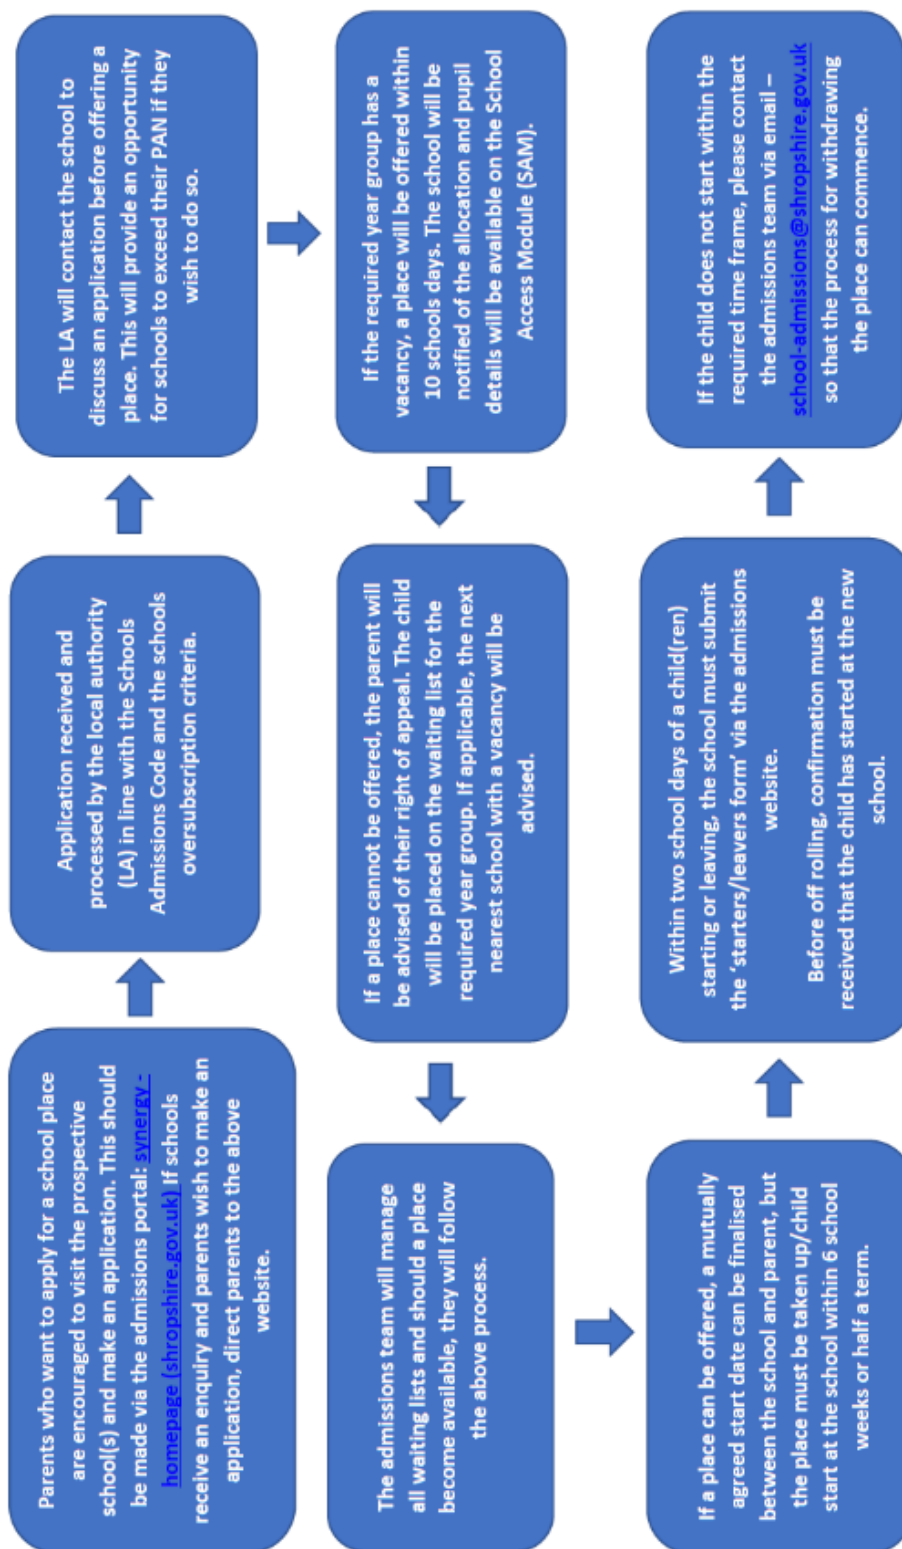 Parents who want to apply for a school place
are encouraged to visit the prospective
school(s) and make an application. This should
be made via the admissions portal: synergy -
homepage (shropshire.gov.uk) If schools
receive an enquiry and parents wish to make an
application, direct parents to the above
website.
Application received and
processed by the local authority
(LA) in line with the Schools
Admissions Code and the schools
oversubscription criteria.
The LA will contact the school to
discuss an application before offering a
place. This will provide an opportunity
for schools to exceed their PAN if they
wish to do so.
If the required year group has a
vacancy, a place will be offered within
10 schools days. The school will be
notified of the allocation and pupil
details will be available on the School
Access Module (SAM).
If a place cannot be offered, the parent will
be advised of their right of appeal. The child
will be placed on the waiting list for the
required year group. If applicable, the next
nearest school with a vacancy will be
advised.
The admissions team will manage
all waiting lists and should a place
become available, they will follow
the above process.
If a place can be offered, a mutually
agreed start date can be finalised
between the school and parent, but
the place must be taken up/child
start at the school within 6 school
weeks or half a term.
Within two school days of a child(ren)
starting or leaving, the school must submit
the ‘starters/leavers form’ via the admissions
website.
Before off rolling, confirmation must be
received that the child has started at the new
school.
If the child does not start within the
required time frame, please contact
the admissions team via email –
school-admissions@shropshire.gov.uk
so that the process for withdrawing
the place can commence.